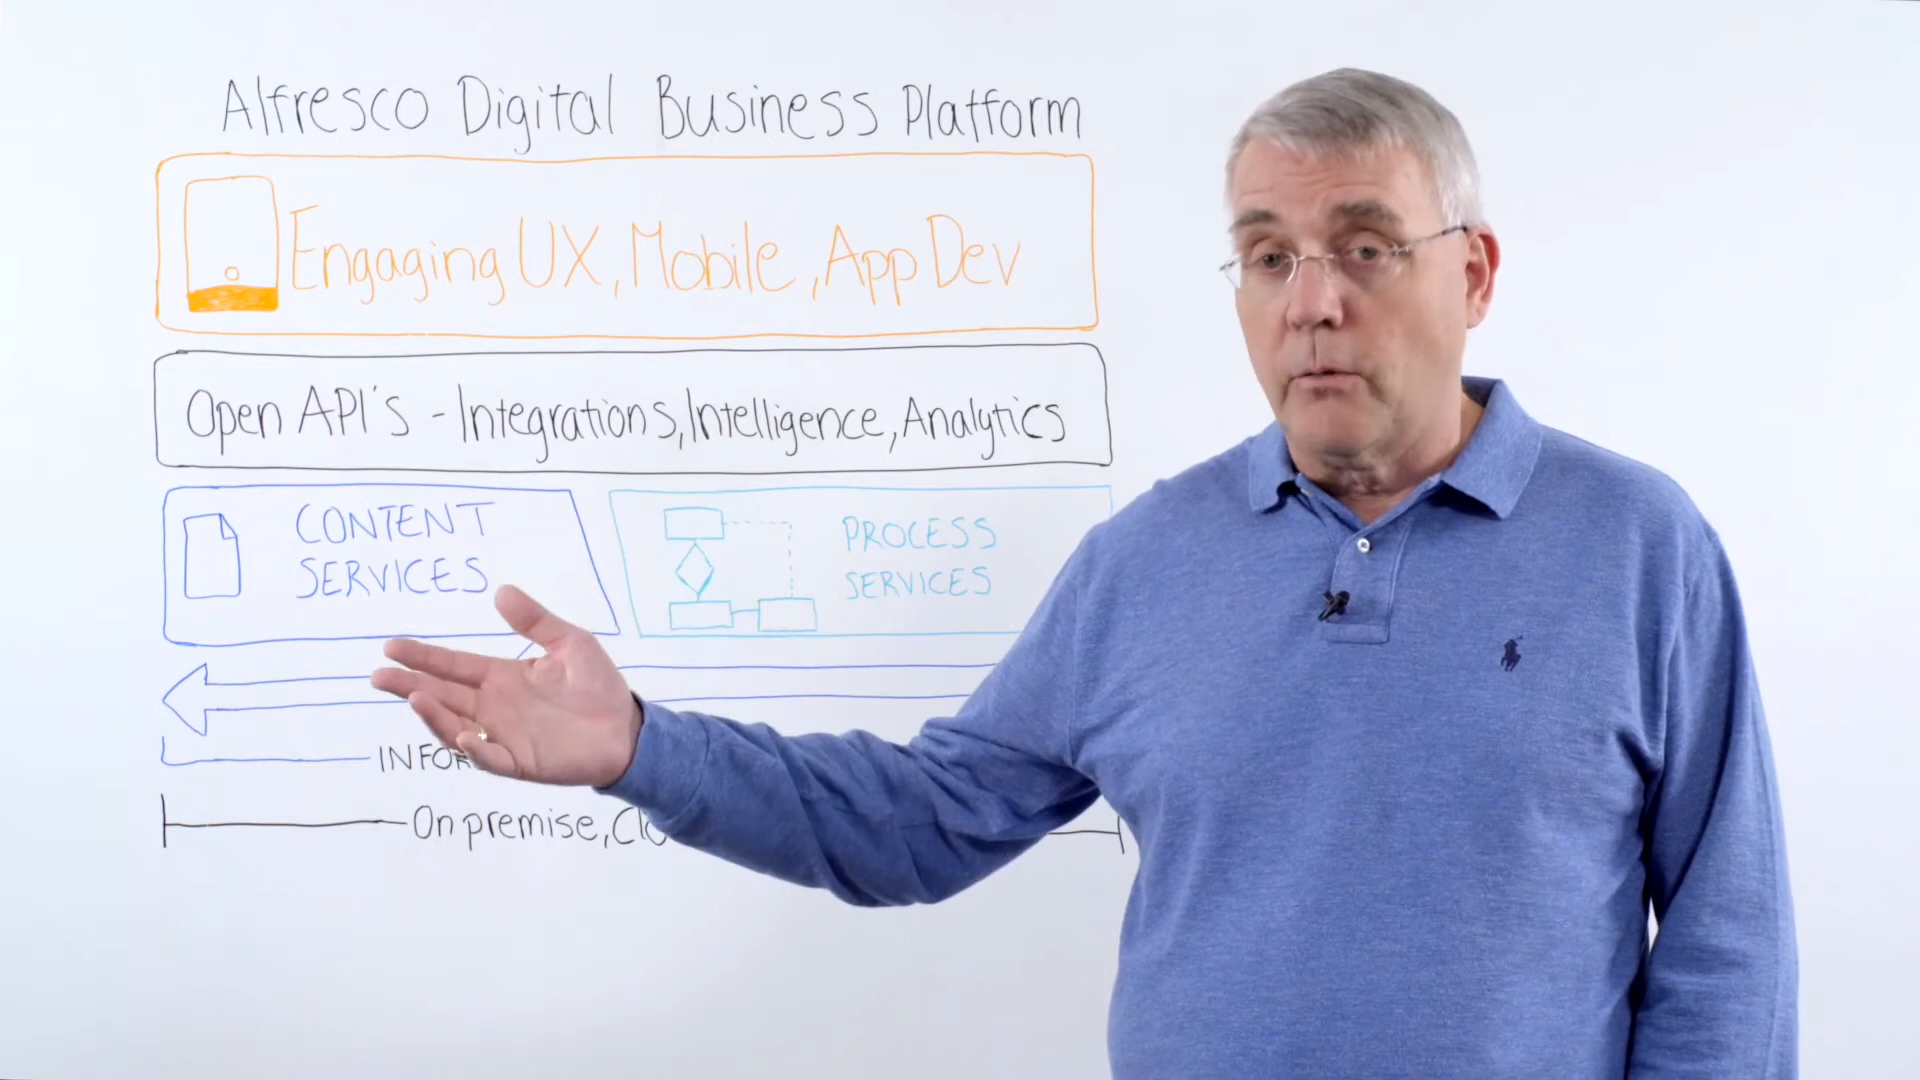 Alfresco Digital Business Platform
Engaging UX, Mobile, App Dev
Open API's - Integrations, Intelligence, Analytics
CONTENT
SERVICES
PROCESS
SERVICES
On premise,